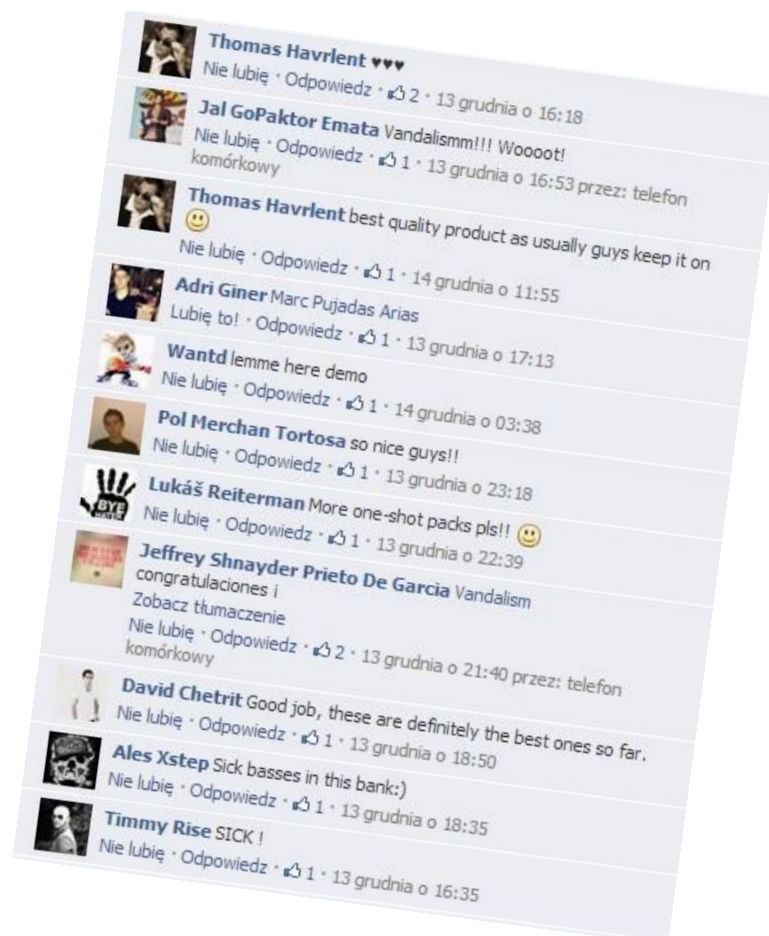 Thomas Havrlent ♥♥♥
Nie lubię · Odpowiedz · 2 · 13 grudnia o 16:18
Jal GoPaktor Emata Vandalismm!!! Woooot!
Nie lubię · Odpowiedz · 1 · 13 grudnia o 16:53 przez: telefon
komórkowy
Thomas Havrlent best quality product as usually guys keep it on
🙂
Nie lubię · Odpowiedz · 1 · 14 grudnia o 11:55
Adri Giner Marc Pujadas Arias
Lubię to! · Odpowiedz · 1 · 13 grudnia o 17:13
Wantd lemme here demo
Nie lubię · Odpowiedz · 1 · 14 grudnia o 03:38
Pol Merchan Tortosa so nice guys!!
Nie lubię · Odpowiedz · 1 · 13 grudnia o 23:18
BYE
Lukáš Reiterman More one-shot packs pls!! 🙂
Nie lubię · Odpowiedz · 1 · 13 grudnia o 22:39
Jeffrey Shnayder Prieto De Garcia Vandalism
congratulaciones i
Zobacz tłumaczenie
Nie lubię · Odpowiedz · 2 · 13 grudnia o 21:40 przez: telefon
komórkowy
David Chetrit Good job, these are definitely the best ones so far.
Nie lubię · Odpowiedz · 1 · 13 grudnia o 18:50
Ales Xstep Sick basses in this bank:)
Nie lubię · Odpowiedz · 1 · 13 grudnia o 18:35
Timmy Rise SICK !
Nie lubię · Odpowiedz · 1 · 13 grudnia o 16:35